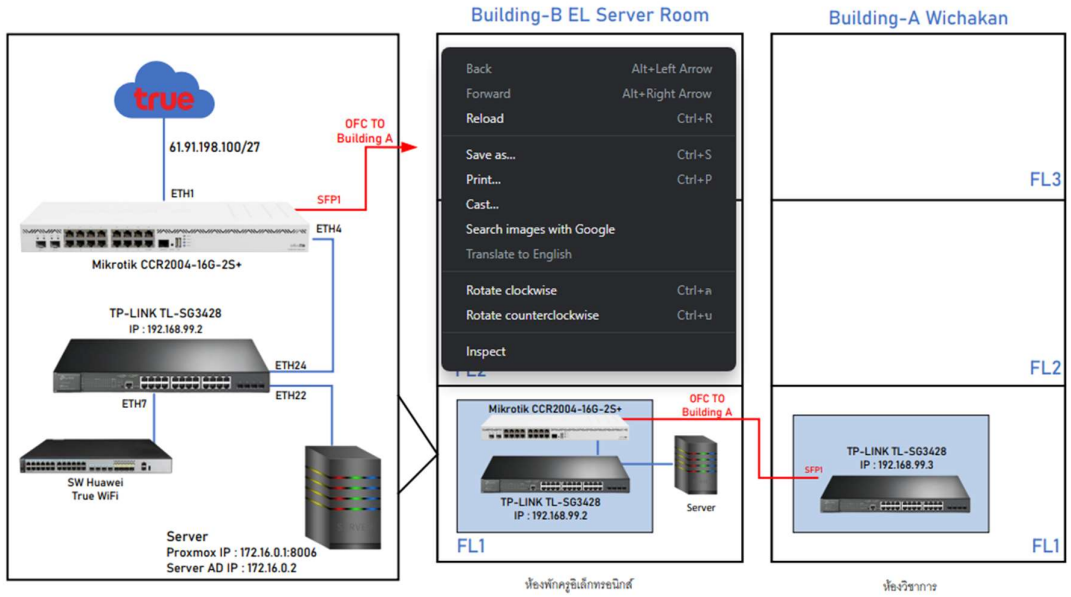 Building-B EL Server Room
Building-A Wichakan
true
61.91.198.100/27
OFC TO
Building A
ETH1
SFP1
ETH4
Mikrotik CCR2004-16G-2S+
TP-LINK TL-SG3428
IP : 192.168.99.2
ETH24
ETH22
ETH7
SW Huawei
True WiFi
Server
Proxmox IP : 172.16.0.1:8006
Server AD IP : 172.16.0.2
Back Alt+Left Arrow
Forward Alt+Right Arrow
Reload Ctrl+R
Save as... Ctrl+S
Print... Ctrl+P
Cast...
Search images with Google
Translate to English
Rotate clockwise Ctrl+ล
Rotate counterclockwise Ctrl+บ
Inspect
FL2
Mikrotik CCR2004-16G-2S+
OFC TO
Building A
TP-LINK TL-SG3428
IP : 192.168.99.2
Server
FL1
ห้องพักครูอิเล็กทรอนิกส์
FL3
FL2
TP-LINK TL-SG3428
IP : 192.168.99.3
SFP1
FL1
ห้องวิชาการ